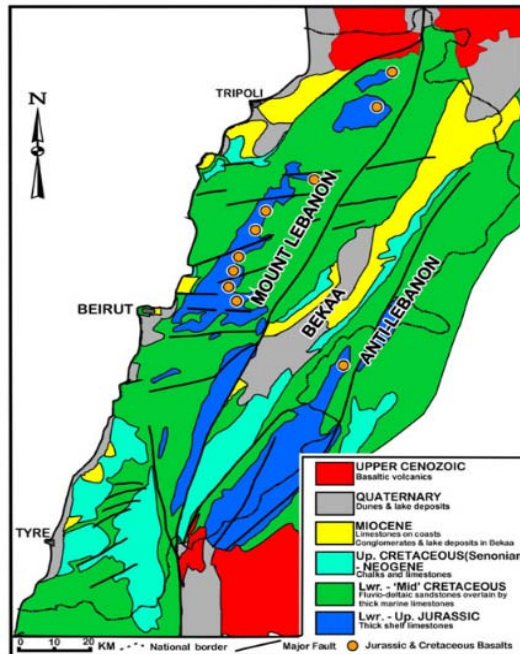 TRIPOLI
N
MOUNT LEBANON
BEIRUT
BEKAA
ANTI-LEBANON
TYRE
UPPER CENOZOIC
Basaltic volcanics
QUATERNARY
Dunes & lake deposits
MIOCENE
Limestones on coasts
Conglomerates & lake deposits in Bekaa
Up. CRETACEOUS(Senonian)
- NEOGENE
Chalks and limestones
Lwr. - 'Mid' CRETACEOUS
Fluvio-deltaic sandstones overlain by
thick marine limestones
Lwr. - Up. JURASSIC
Thick shelf limestones
0 10 20 KM National border Major Fault Jurassic & Cretaceous Basalts